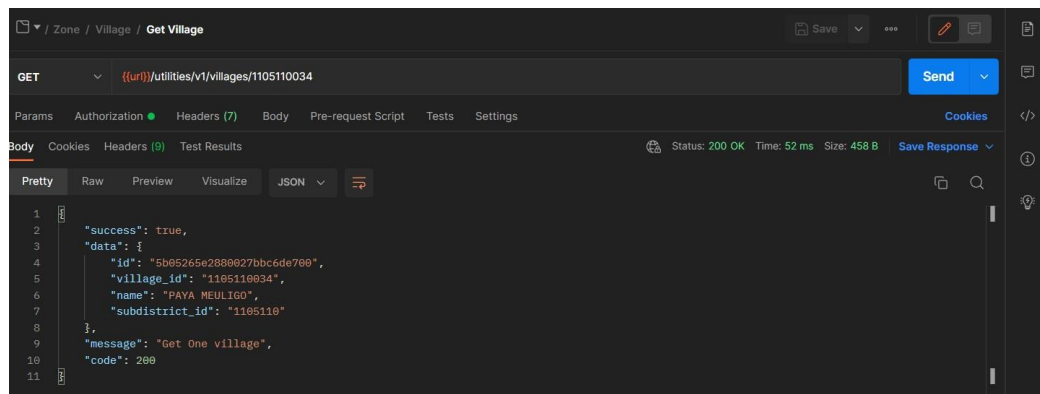 / Zone / Village / Get Village
Save
GET {{url}}/utilities/v1/villages/1105110034 Send
Params Authorization Headers (7) Body Pre-request Script Tests Settings Cookies
Body Cookies Headers (9) Test Results Status: 200 OK Time: 52 ms Size: 458 B Save Response
Pretty Raw Preview Visualize JSON
1 {
2 "success": true,
3 "data": {
4 "id": "5b05265e2880027bbc6de700",
5 "village_id": "1105110034",
6 "name": "PAYA MEULIGO",
7 "subdistrict_id": "1105110"
8 },
9 "message": "Get One village",
10 "code": 200
11 }